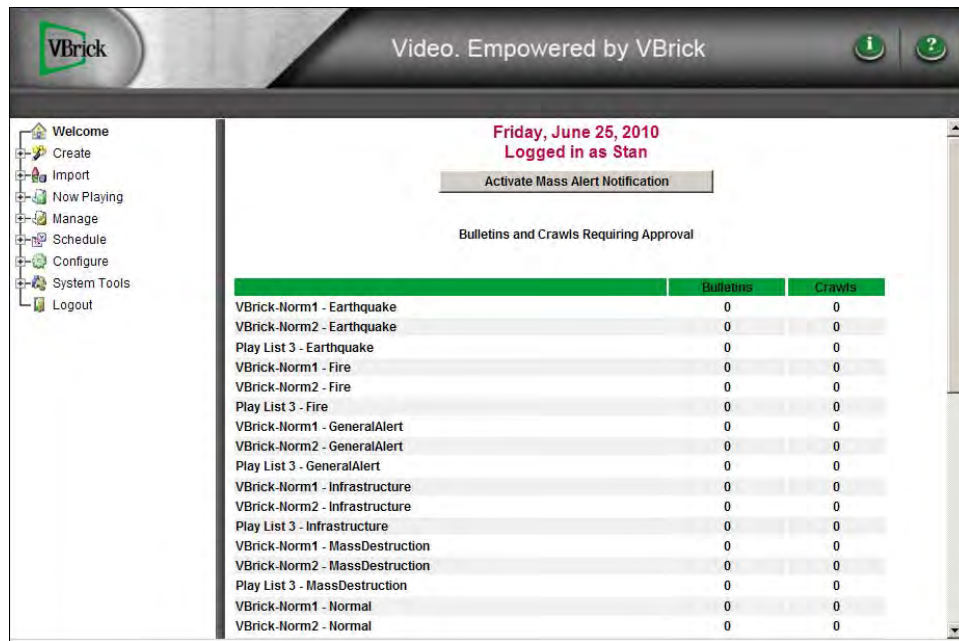 VBrick
Video. Empowered by VBrick
i
?
Welcome
Create
Import
Now Playing
Manage
Schedule
Configure
System Tools
Logout
Friday, June 25, 2010
Logged in as Stan
Activate Mass Alert Notification
Bulletins and Crawls Requiring Approval
Bulletins Crawls
VBrick-Norm1 - Earthquake 0 0
VBrick-Norm2 - Earthquake 0 0
Play List 3 - Earthquake 0 0
VBrick-Norm1 - Fire 0 0
VBrick-Norm2 - Fire 0 0
Play List 3 - Fire 0 0
VBrick-Norm1 - GeneralAlert 0 0
VBrick-Norm2 - GeneralAlert 0 0
Play List 3 - GeneralAlert 0 0
VBrick-Norm1 - Infrastructure 0 0
VBrick-Norm2 - Infrastructure 0 0
Play List 3 - Infrastructure 0 0
VBrick-Norm1 - MassDestruction 0 0
VBrick-Norm2 - MassDestruction 0 0
Play List 3 - MassDestruction 0 0
VBrick-Norm1 - Normal 0 0
VBrick-Norm2 - Normal 0 0